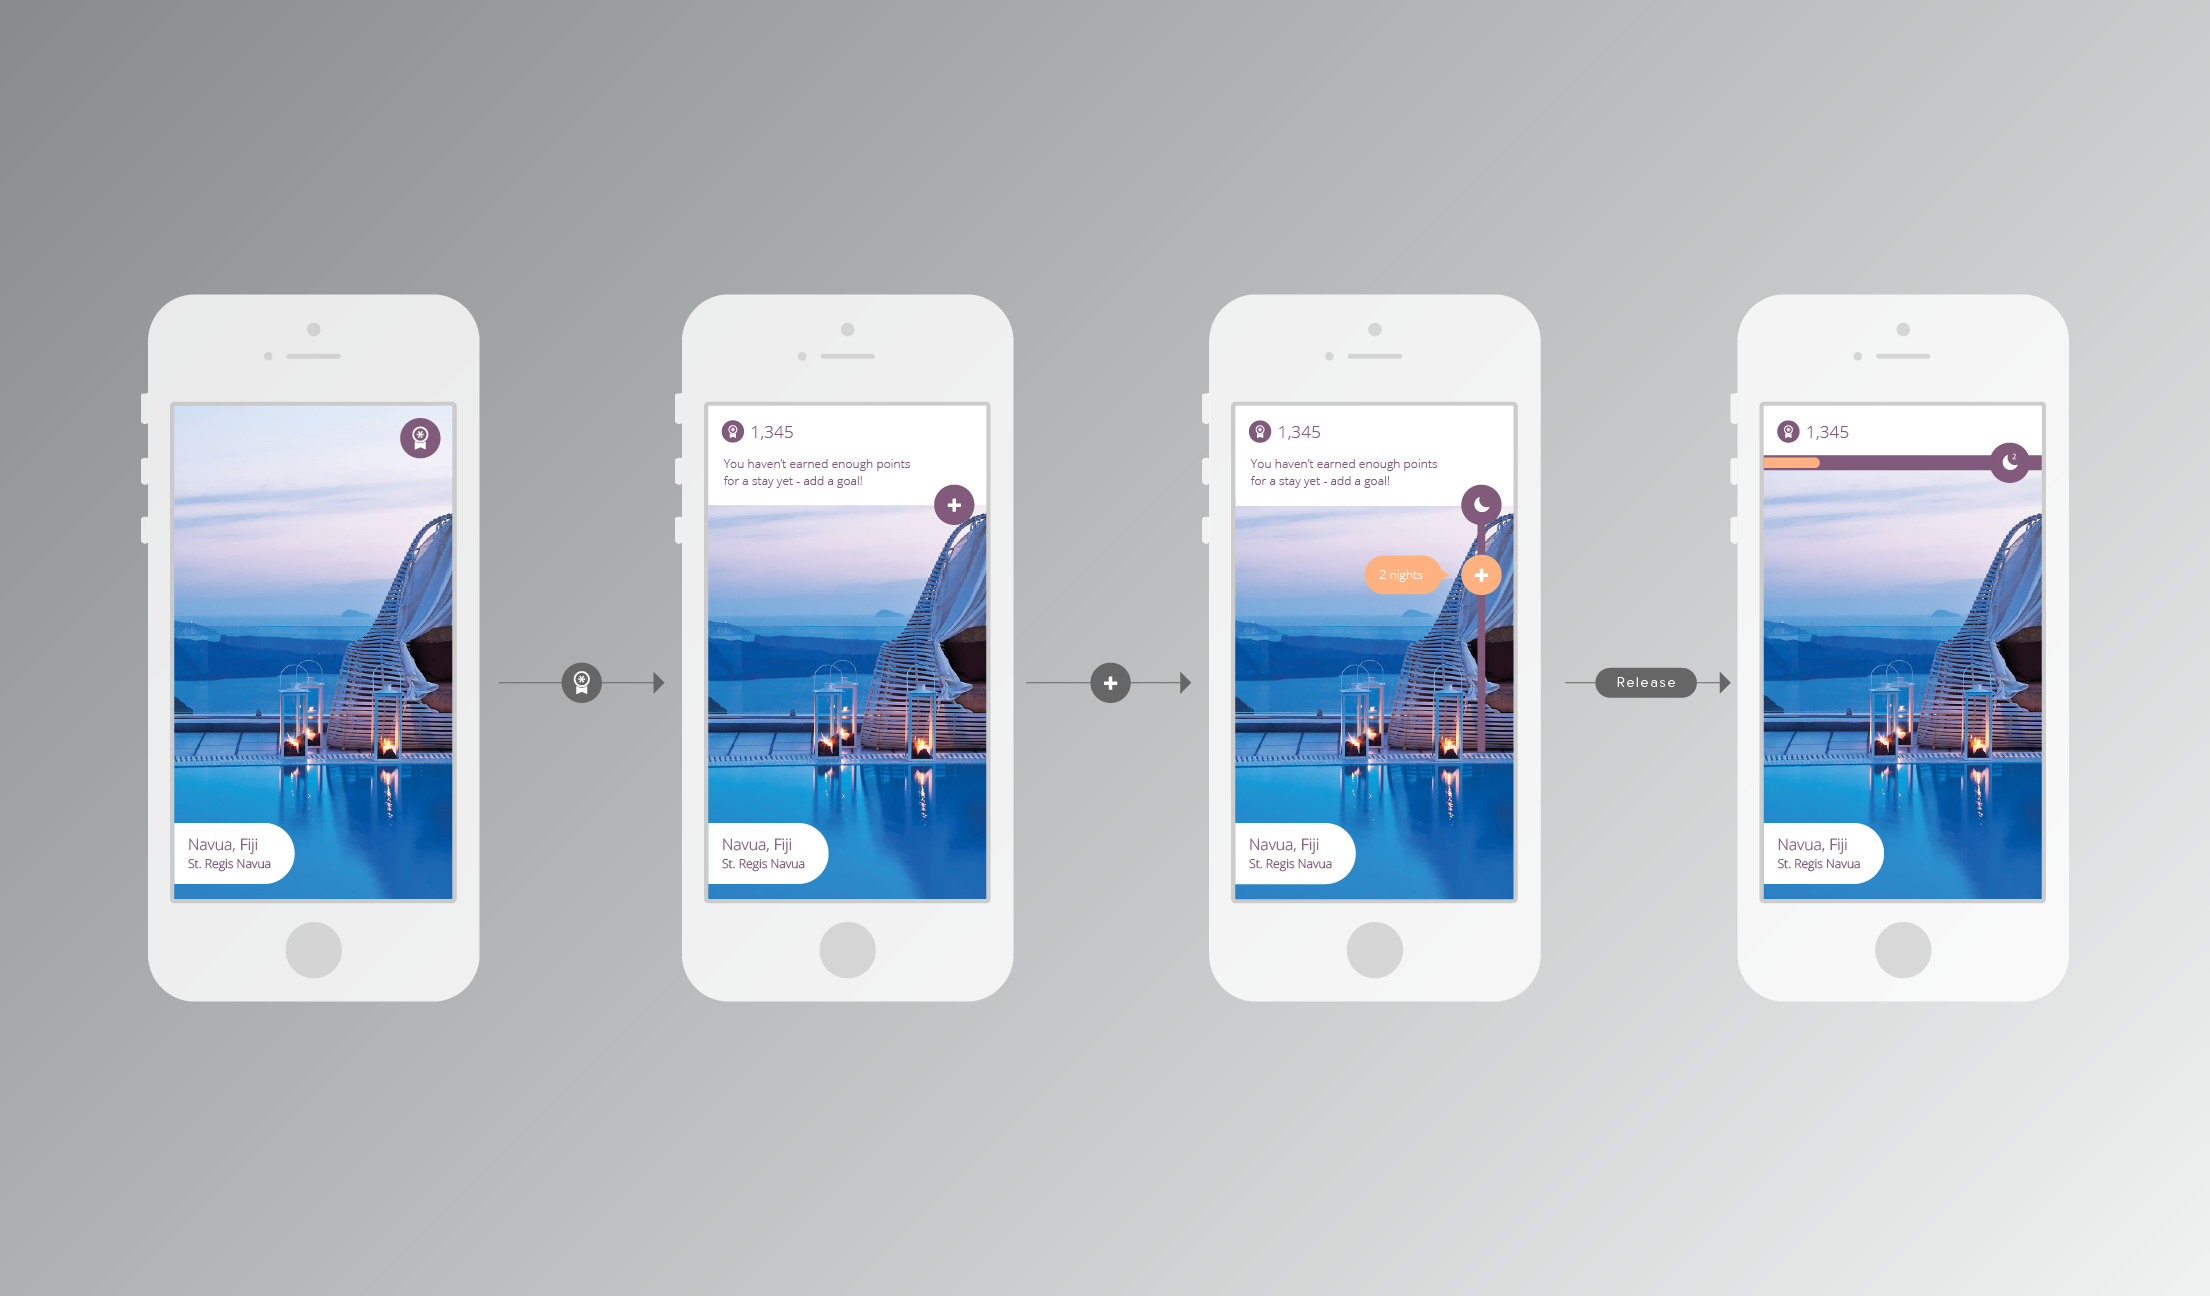 Navua, Fiji
St. Regis Navua
1,345
You haven't earned enough points
for a stay yet - add a goal!
Navua, Fiji
St. Regis Navua
1,345
You haven't earned enough points
for a stay yet - add a goal!
2 nights
Navua, Fiji
St. Regis Navua
Release
1,345
2
Navua, Fiji
St. Regis Navua